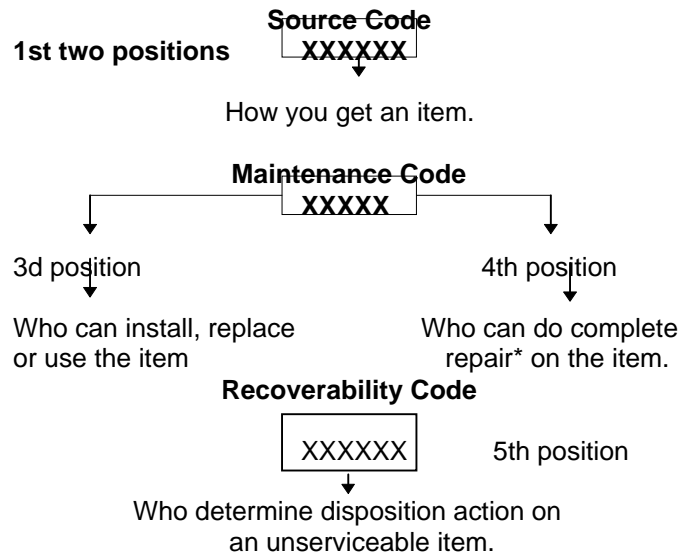 Source Code
1st two positions XXXXXX
How you get an item.
Maintenance Code
XXXXX
3d position 4th position
Who can install, replace Who can do complete
or use the item repair* on the item.
Recoverability Code
XXXXXX 5th position
Who determine disposition action on
an unserviceable item.